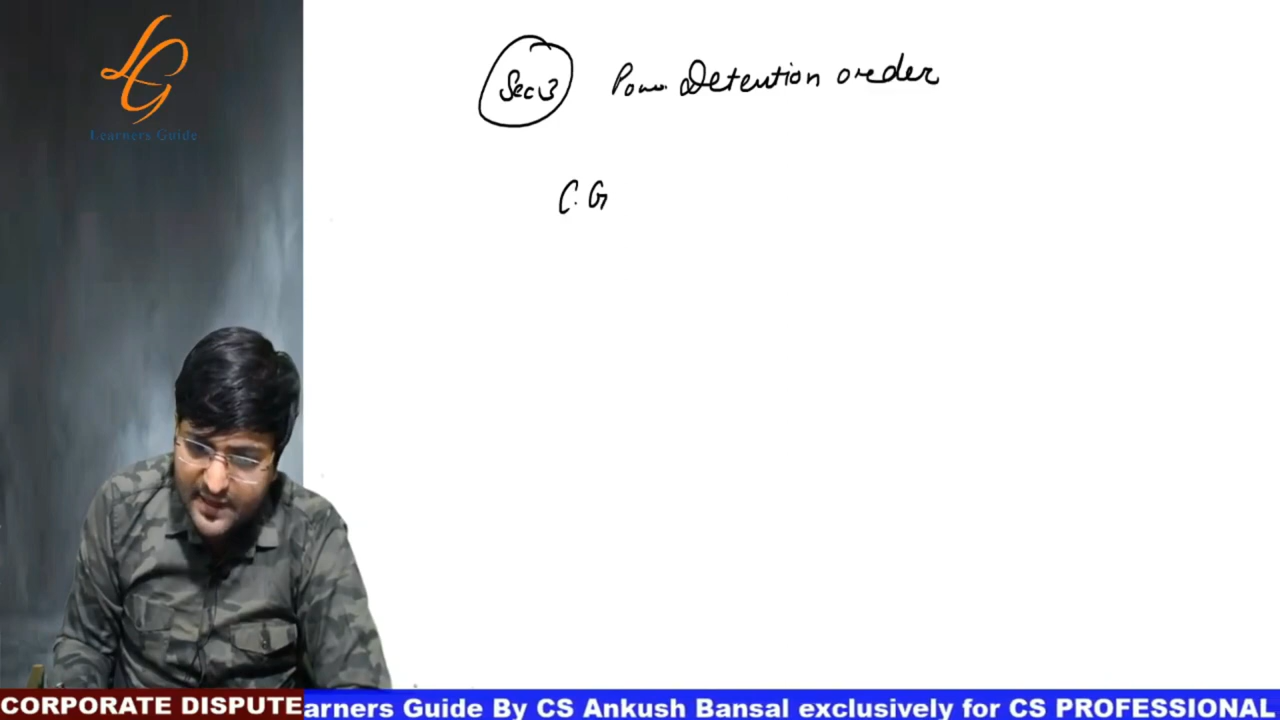 LG
Learners Guide
Sec 3 Power Detention order
C.G
CORPORATE DISPUTE
arners Guide By CS Ankush Bansal exclusively for CS PROFESSIONAL